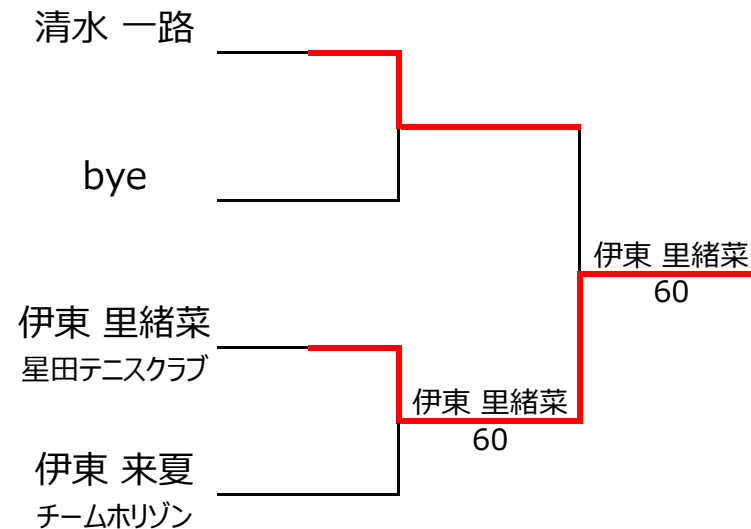 清水 一路
bye
伊東 里緒菜
星田テニスクラブ
伊東 来夏
チームホリゾン
伊東 里緒菜
60
伊東 里緒菜
60